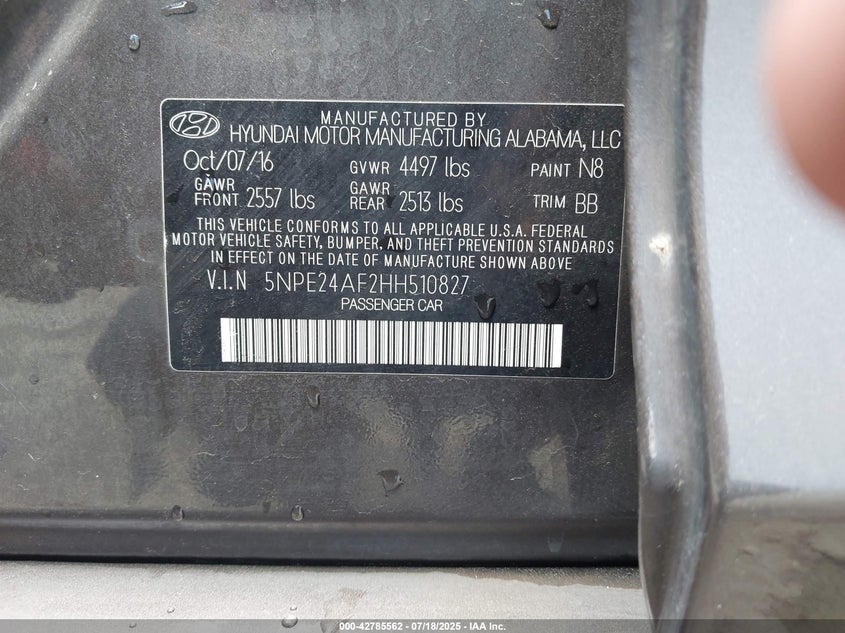 MANUFACTURED BY
HYUNDAI MOTOR MANUFACTURING ALABAMA, LLC
Oct/07/16 GVWR 4497 lbs PAINT N8
GAWR FRONT 2557 lbs GAWR REAR 2513 lbs TRIM BB
THIS VEHICLE CONFORMS TO ALL APPLICABLE U.S.A. FEDERAL
MOTOR VEHICLE SAFETY, BUMPER, AND THEFT PREVENTION STANDARDS
IN EFFECT ON THE DATE OF MANUFACTURE SHOWN ABOVE
V.I.N 5NPE24AF2HH510827
PASSENGER CAR
000-42785562 - 07/18/2025 - IAA Inc.